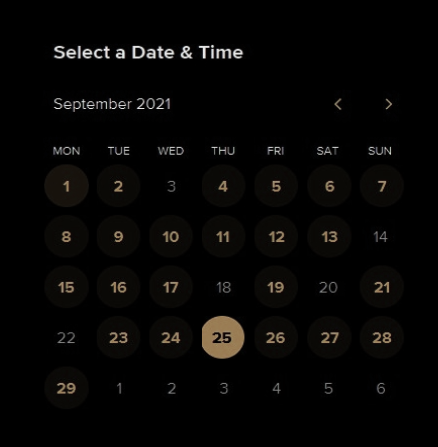 Select a Date & Time
September 2021
MON TUE WED THU FRI SAT SUN
1 2 3 4 5 6 7
8 9 10 11 12 13 14
15 16 17 18 19 20 21
22 23 24 25 26 27 28
29 1 2 3 4 5 6